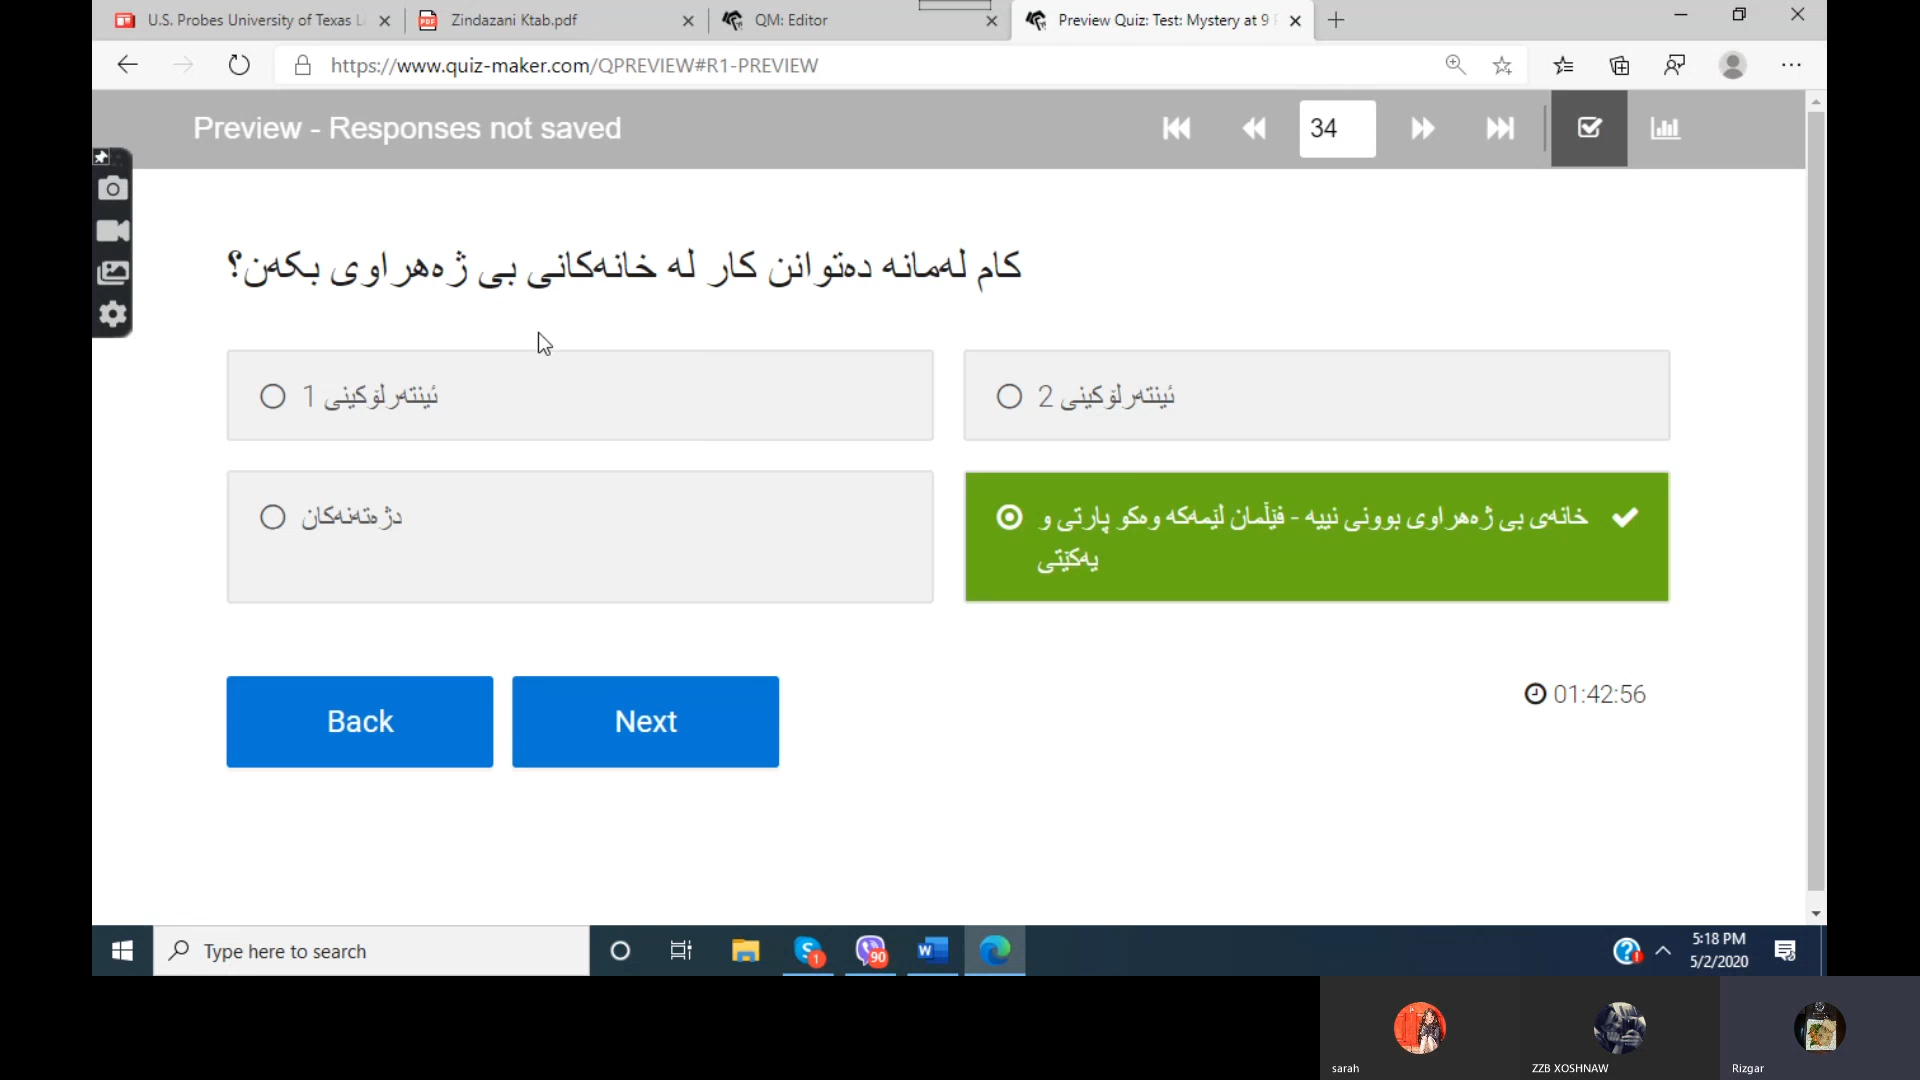 U.S. Probes University of Texas L
Zindazani Ktab.pdf
QM: Editor
Preview Quiz: Test: Mystery at 9 P
https://www.quiz-maker.com/QPREVIEW#R1-PREVIEW
Preview - Responses not saved
34
کام لەمانە دەتوانن کار لە خانەکانی بی ژەهراوی بکەن؟
ئینتەرلۆکینی 1
ئینتەرلۆکینی 2
دژەتەنەکان
خانەی بی ژەهراوی بوونی نییە - فێڵمان لێمەکە وەکو پارتی و
یەکێتی
Back
Next
01:42:56
Type here to search
1
90
5:18 PM
5/2/2020
sarah
ZZB XOSHNAW
Rizgar